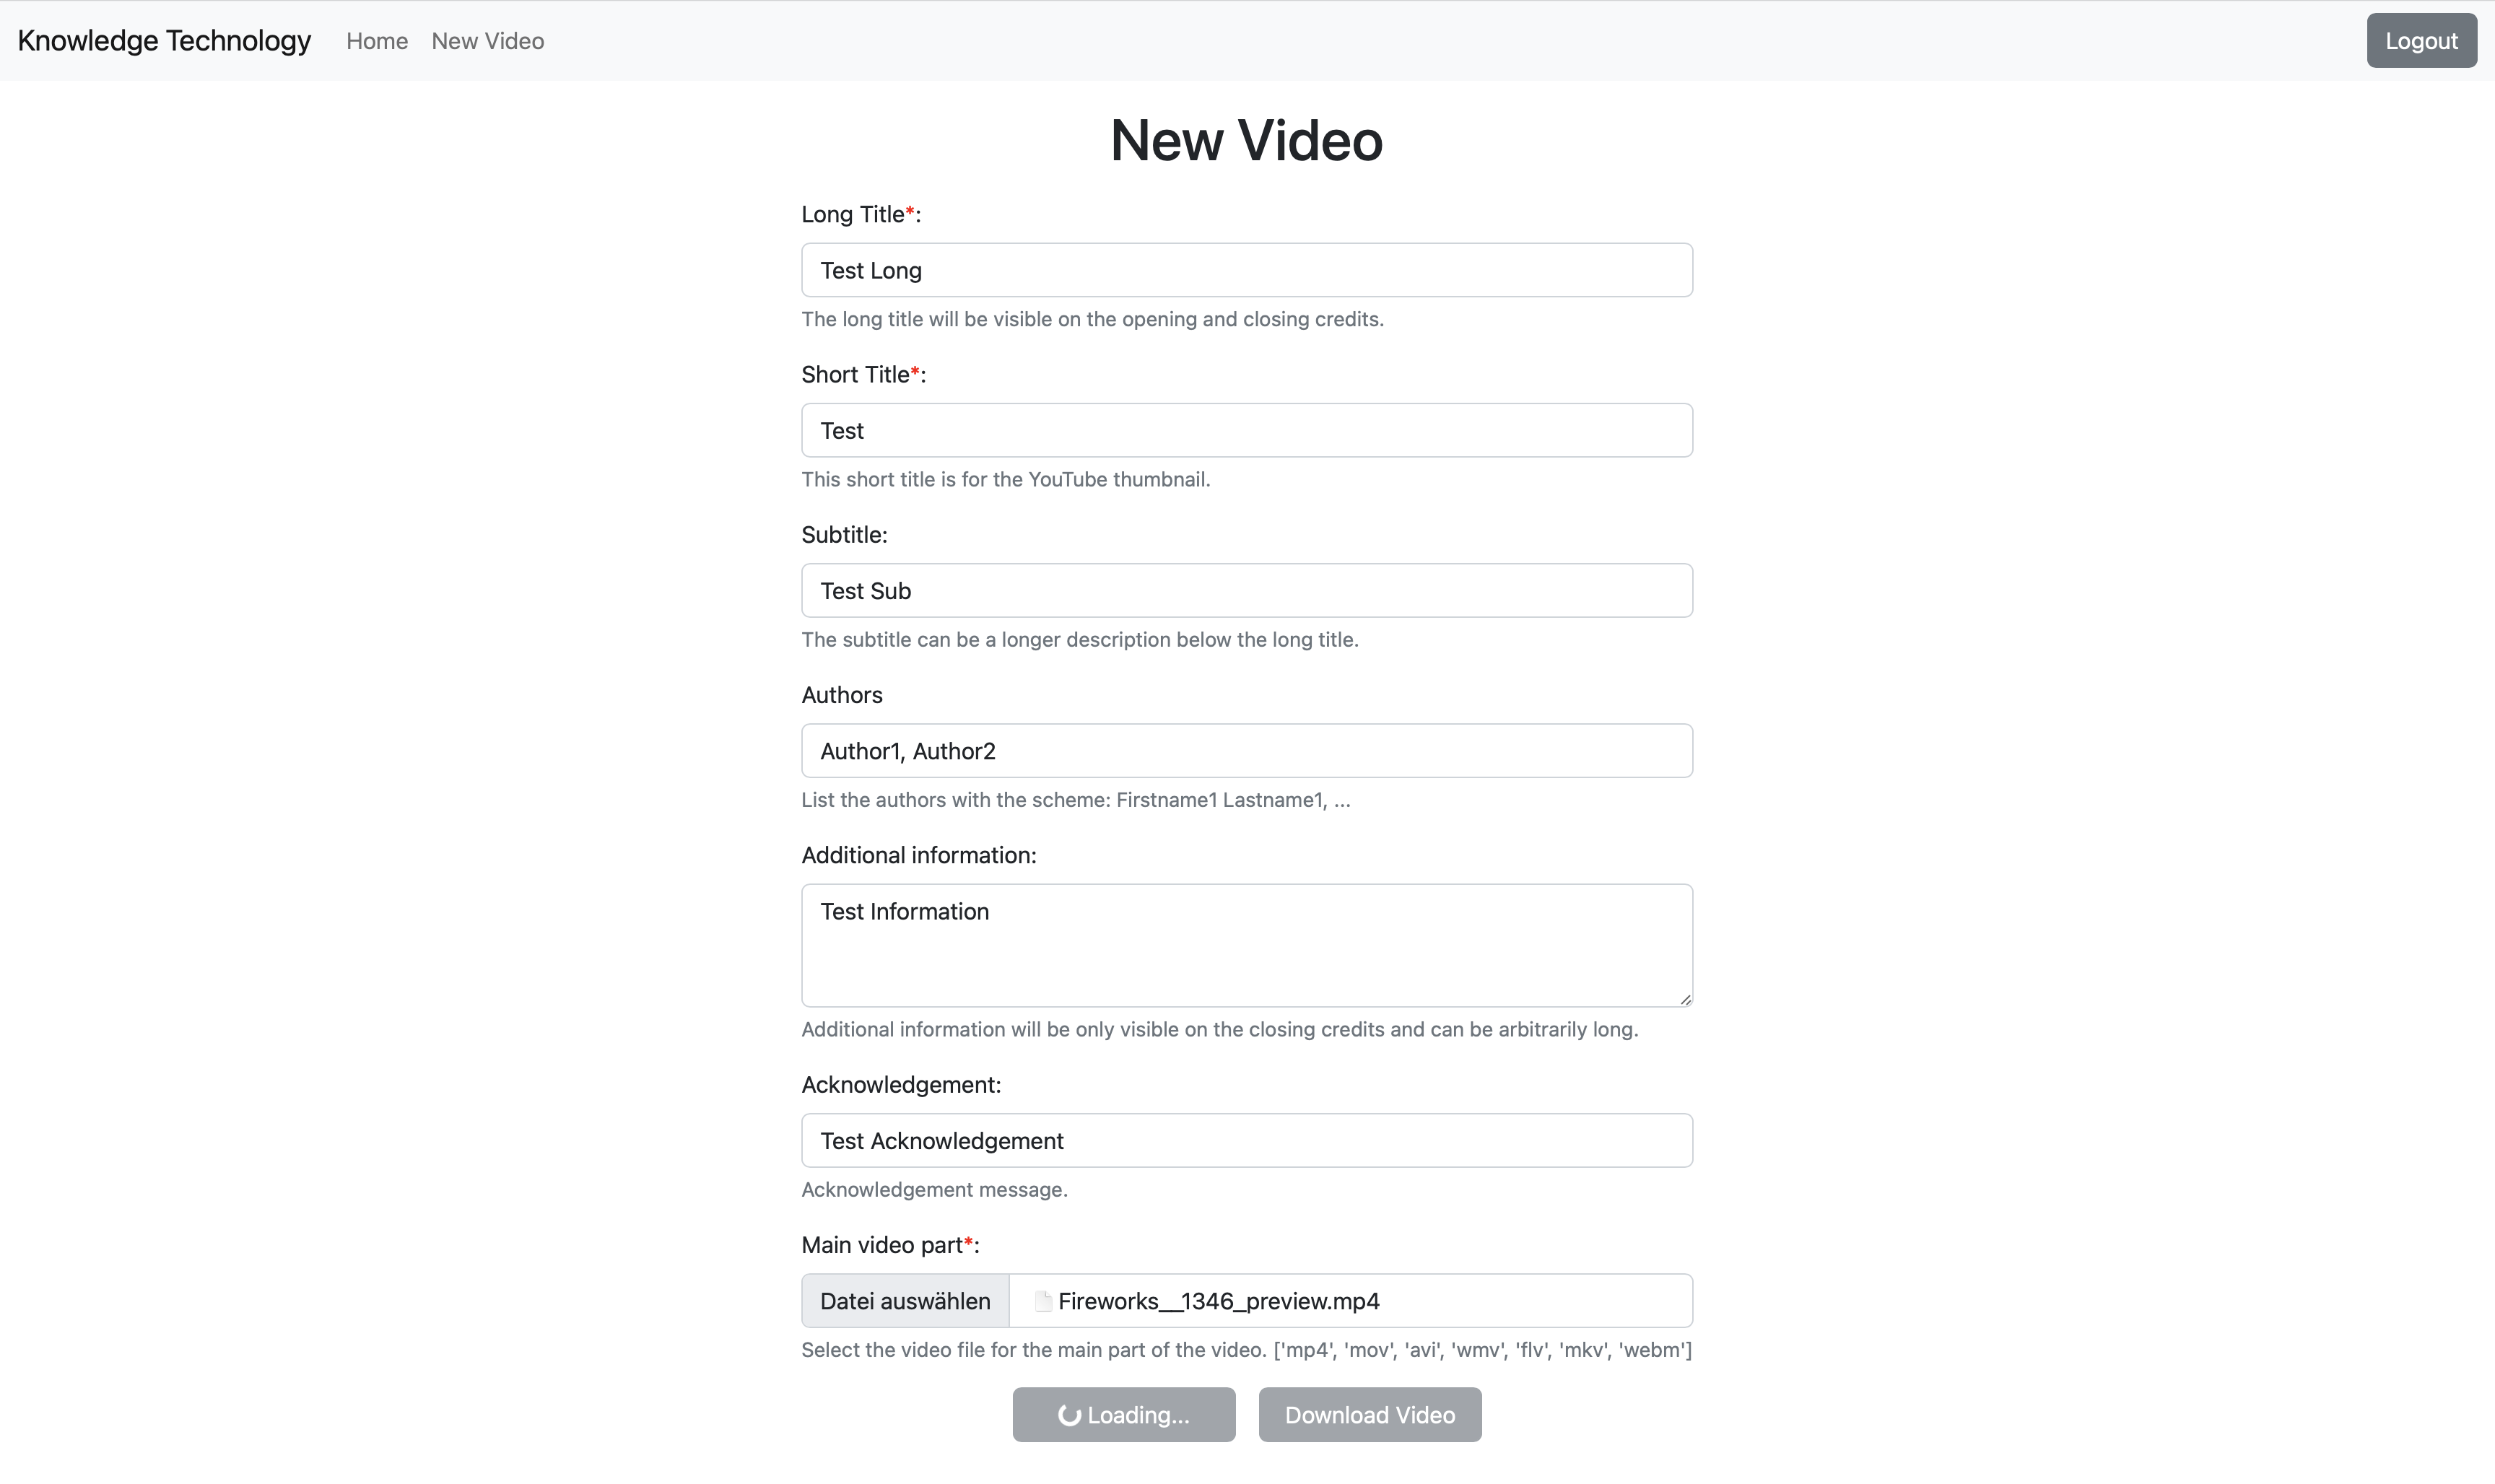 Knowledge Technology Home New Video Logout
New Video
Long Title*:
Test Long
The long title will be visible on the opening and closing credits.
Short Title*:
Test
This short title is for the YouTube thumbnail.
Subtitle:
Test Sub
The subtitle can be a longer description below the long title.
Authors
Author1, Author2
List the authors with the scheme: Firstname1 Lastname1, ...
Additional information:
Test Information
Additional information will be only visible on the closing credits and can be arbitrarily long.
Acknowledgement:
Test Acknowledgement
Acknowledgement message.
Main video part*:
Datei auswählen Fireworks__1346_preview.mp4
Select the video file for the main part of the video. ['mp4', 'mov', 'avi', 'wmv', 'flv', 'mkv', 'webm']
Loading... Download Video